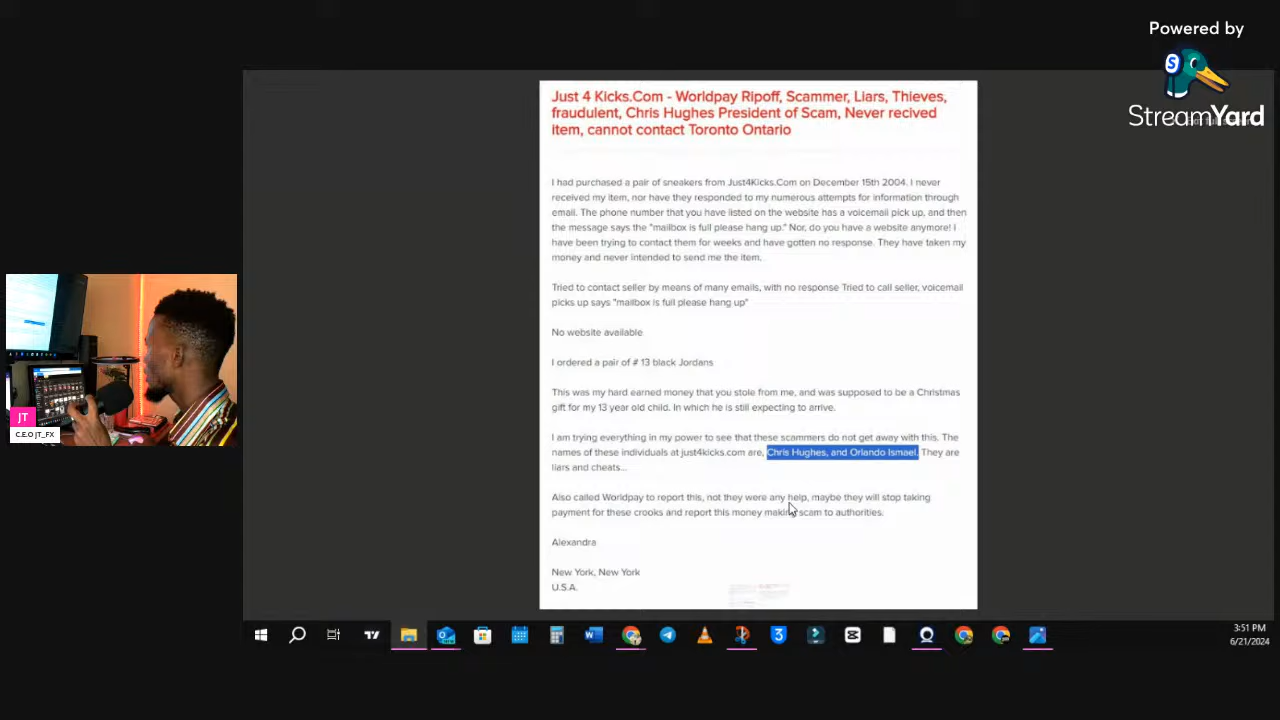 Powered by
S
StreamYard
Just 4 Kicks.Com - Worldpay Ripoff, Scammer, Liars, Thieves,
fraudulent, Chris Hughes President of Scam, Never recived
item, cannot contact Toronto Ontario
I had purchased a pair of sneakers from Just4Kicks.Com on December 15th 2004. I never
received my item, nor have they responded to my numerous attempts for information through
email. The phone number that you have listed on the website has a voicemail pick up, and then
the message says the "mailbox is full please hang up." Nor, do you have a website anymore! I
have been trying to contact them for weeks and have gotten no response. They have taken my
money and never intended to send me the item.
Tried to contact seller by means of many emails, with no response Tried to call seller, voicemail
picks up says "mailbox is full please hang up"
No website available
I ordered a pair of # 13 black Jordans
This was my hard earned money that you stole from me, and was supposed to be a Christmas
gift for my 13 year old child. In which he is still expecting to arrive.
I am trying everything in my power to see that these scammers do not get away with this. The
names of these individuals at just4kicks.com are, Chris Hughes, and Orlando Ismael. They are
liars and cheats...
Also called Worldpay to report this, not they were any help, maybe they will stop taking
payment for these crooks and report this money making scam to authorities.
Alexandra
New York, New York
U.S.A.
JT
C.E.O JT_FX
3:51 PM
6/21/2024